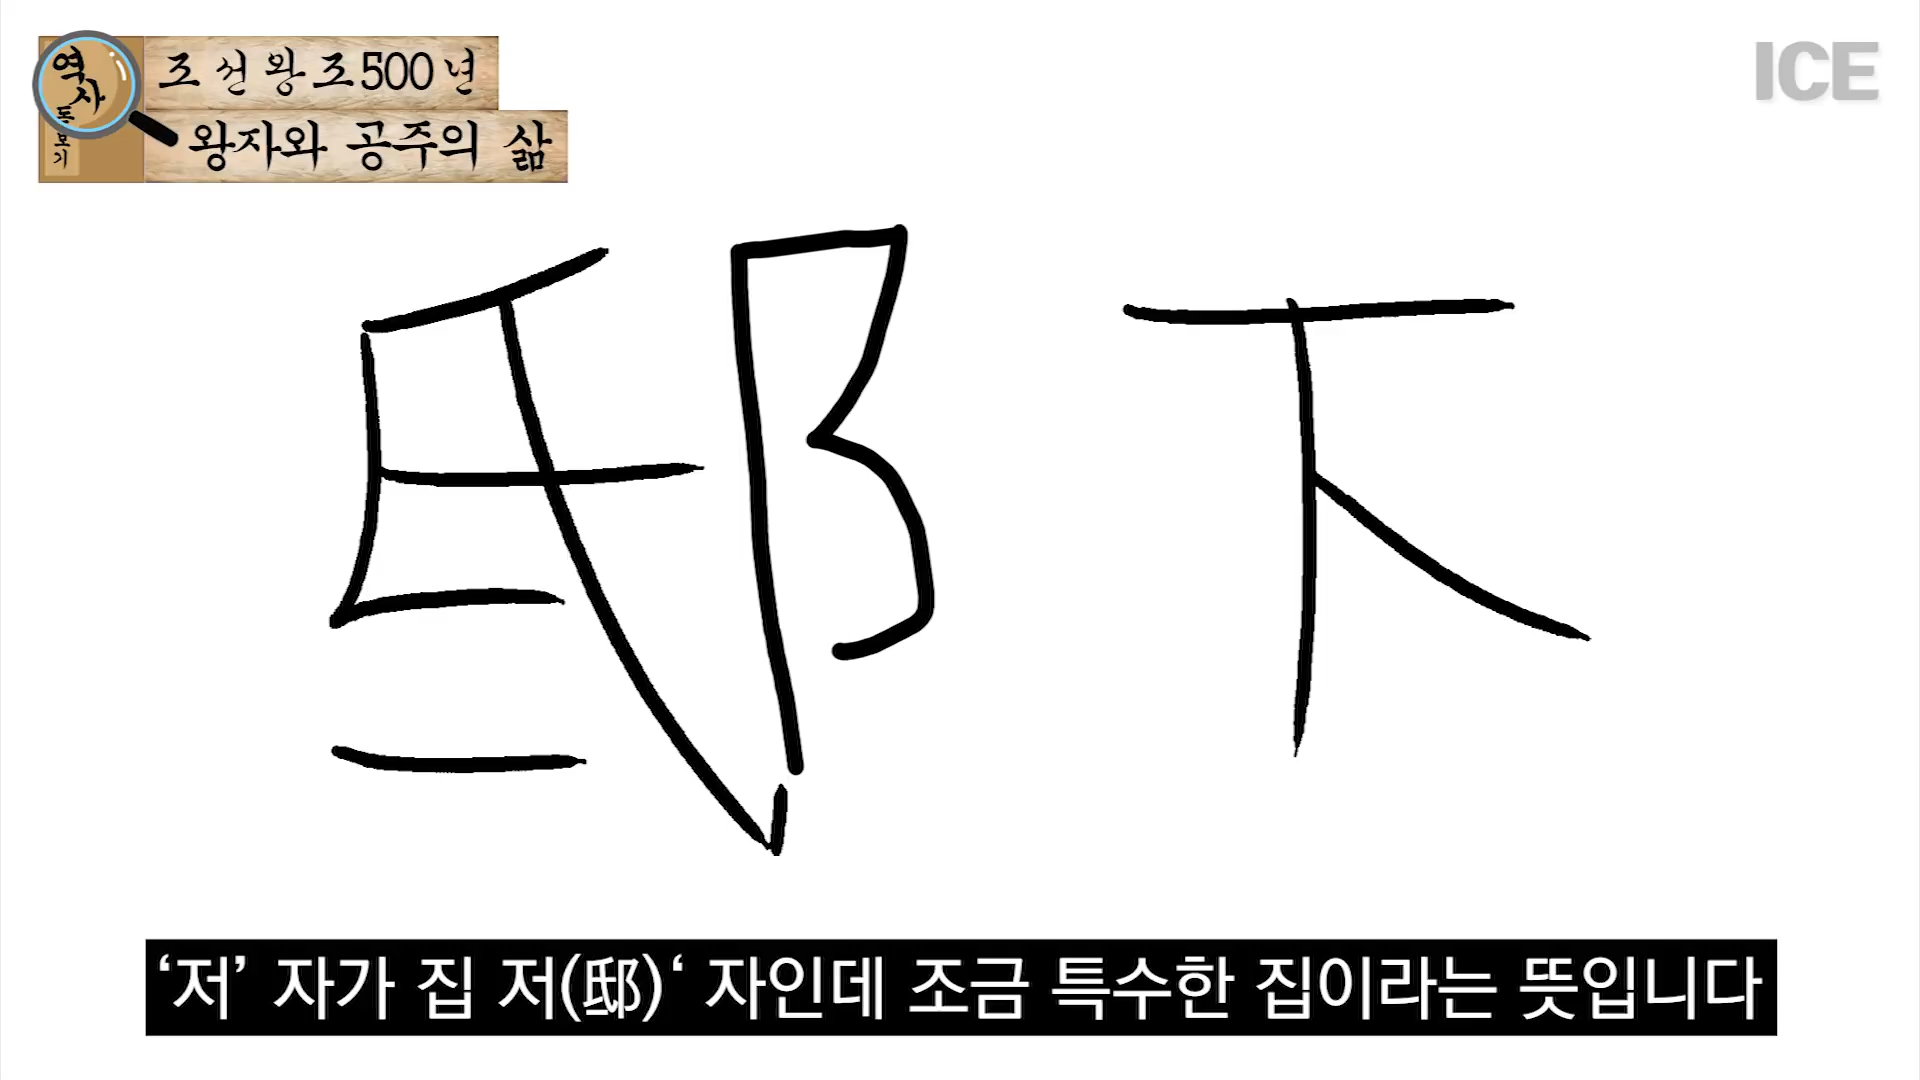 역사
돋보기
조선왕조500년
왕자와 공주의 삶
ICE
邸下
‘저’ 자가 집 저(邸)‘ 자인데 조금 특수한 집이라는 뜻입니다